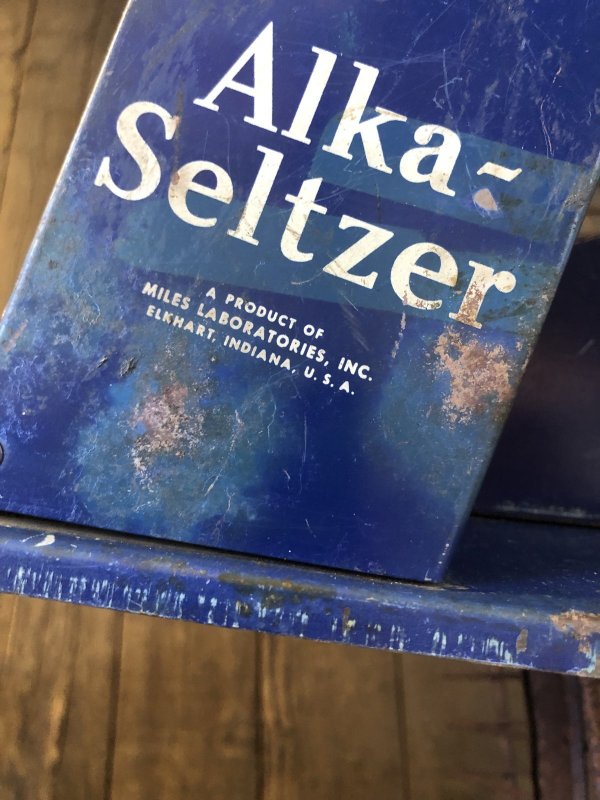 Alka-
Seltzer
A PRODUCT OF
MILES LABORATORIES, INC.
ELKHART, INDIANA, U.S.A.